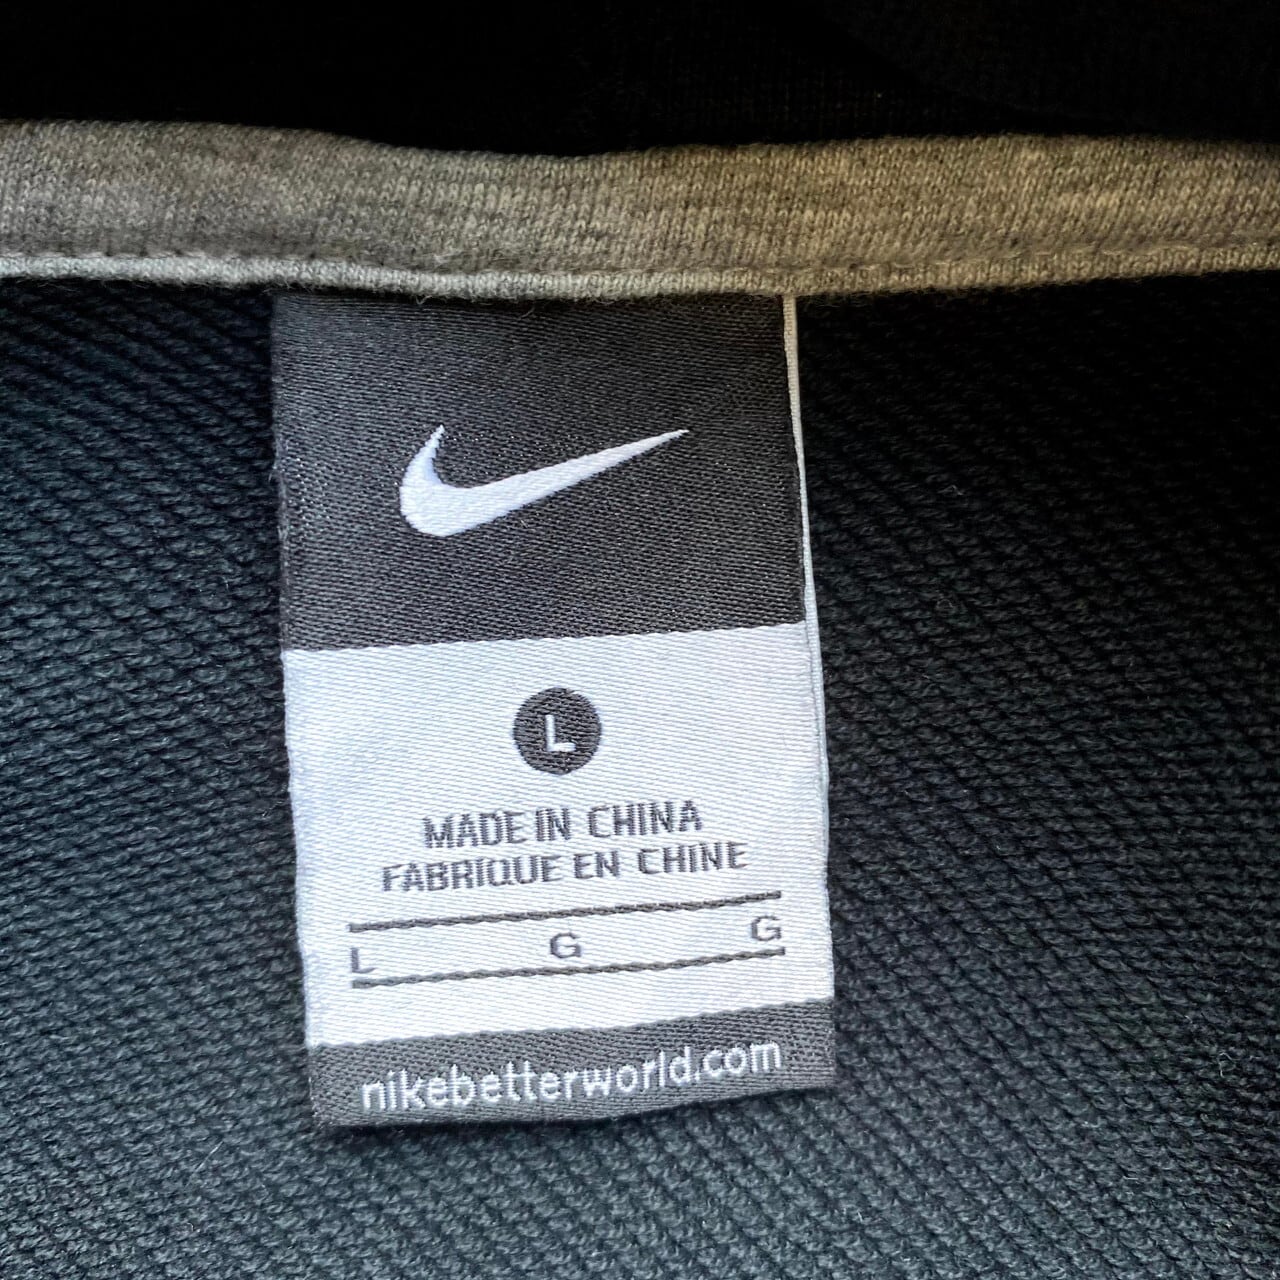 L
MADE IN CHINA
FABRIQUE EN CHINE
L G G
nikebetterworld.com